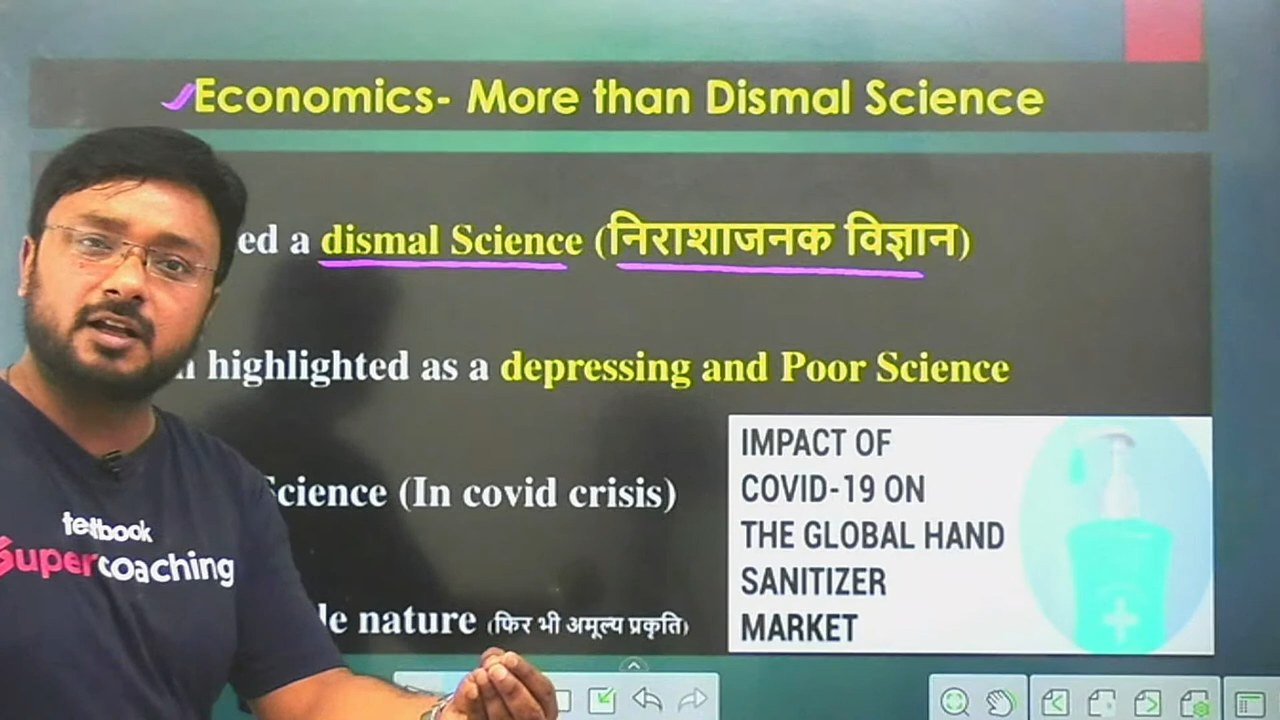 Economics- More than Dismal Science
ed a dismal Science (निराशाजनक विज्ञान)
highlighted as a depressing and Poor Science
Science (In covid crisis)
le nature (फिर भी अमूल्य प्रकृति)
IMPACT OF
COVID-19 ON
THE GLOBAL HAND
SANITIZER
MARKET
testbook
Supercoaching